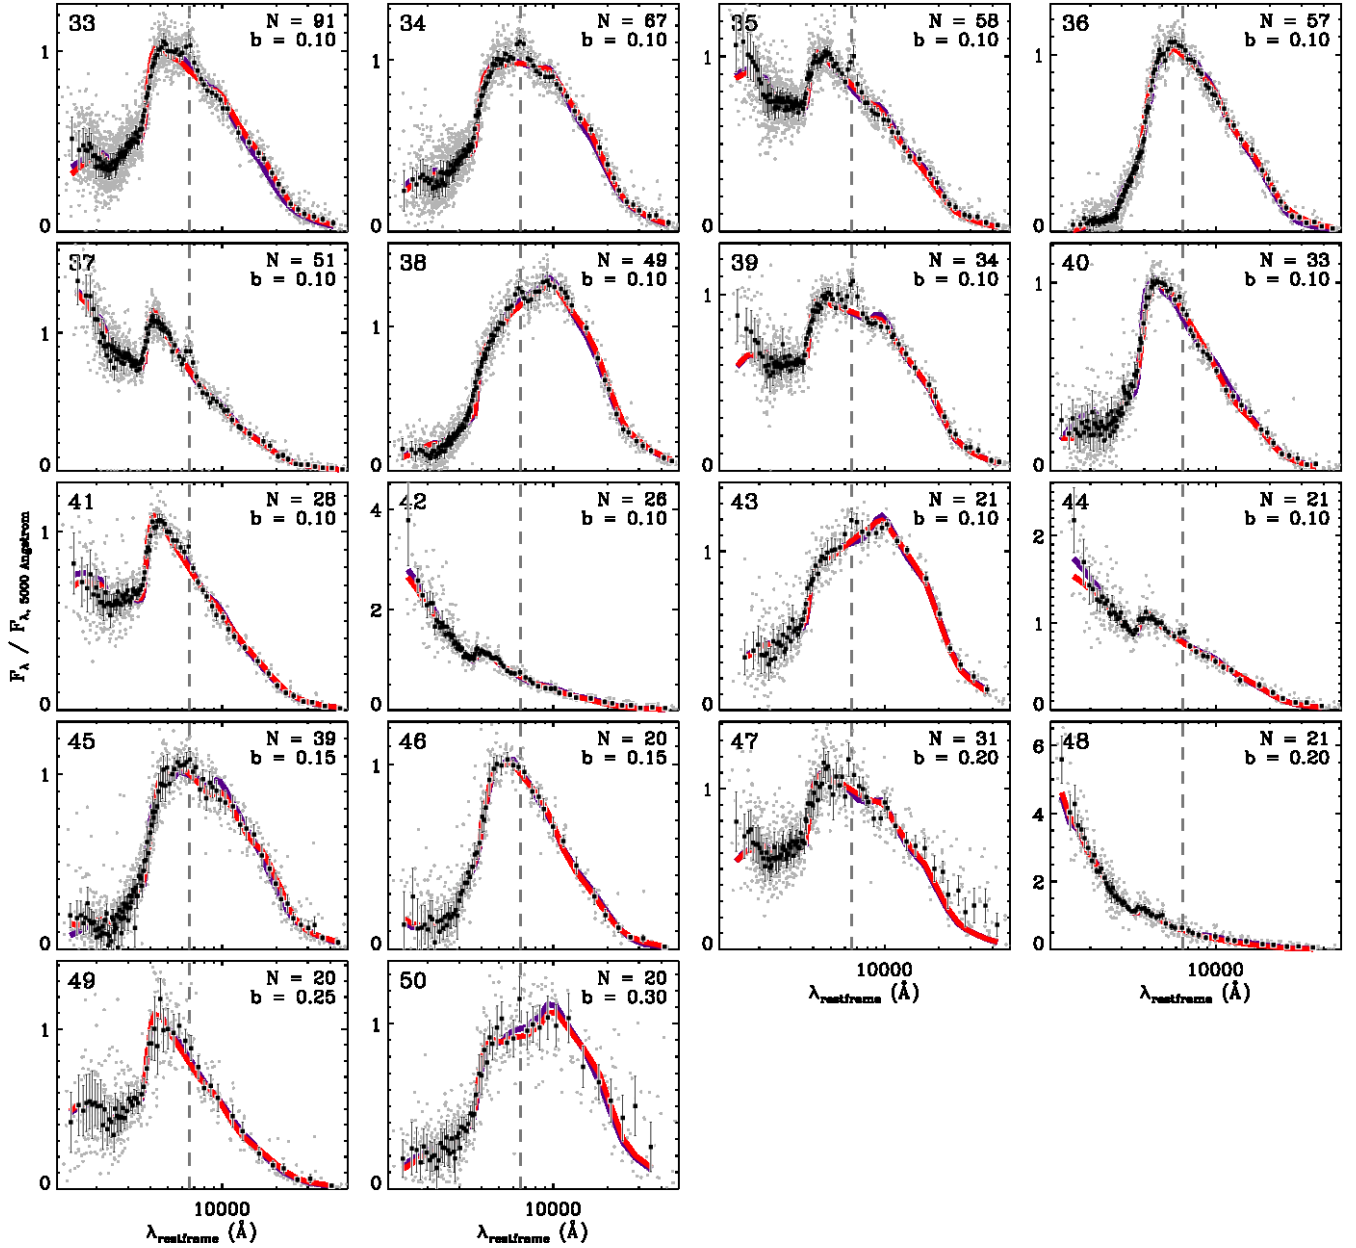 33 N = 91
b = 0.10
34 N = 67
b = 0.10
35 N = 58
b = 0.10
36 N = 57
b = 0.10
1
0
1
0
1
0
1
0
37 N = 51
b = 0.10
38 N = 49
b = 0.10
39 N = 34
b = 0.10
40 N = 33
b = 0.10
1
0
1
0
1
0
1
0
41 N = 28
b = 0.10
42 N = 26
b = 0.10
43 N = 21
b = 0.10
44 N = 21
b = 0.10
1
0
4
2
0
1
0
2
1
0
F_λ / F_λ, 5000 Angstrom
45 N = 39
b = 0.15
46 N = 20
b = 0.15
47 N = 31
b = 0.20
48 N = 21
b = 0.20
1
0
1
0
1
0
6
4
2
0
10000
λrestframe (Å)
10000
λrestframe (Å)
49 N = 20
b = 0.25
50 N = 20
b = 0.30
1
0
1
0
10000
λrestframe (Å)
10000
λrestframe (Å)